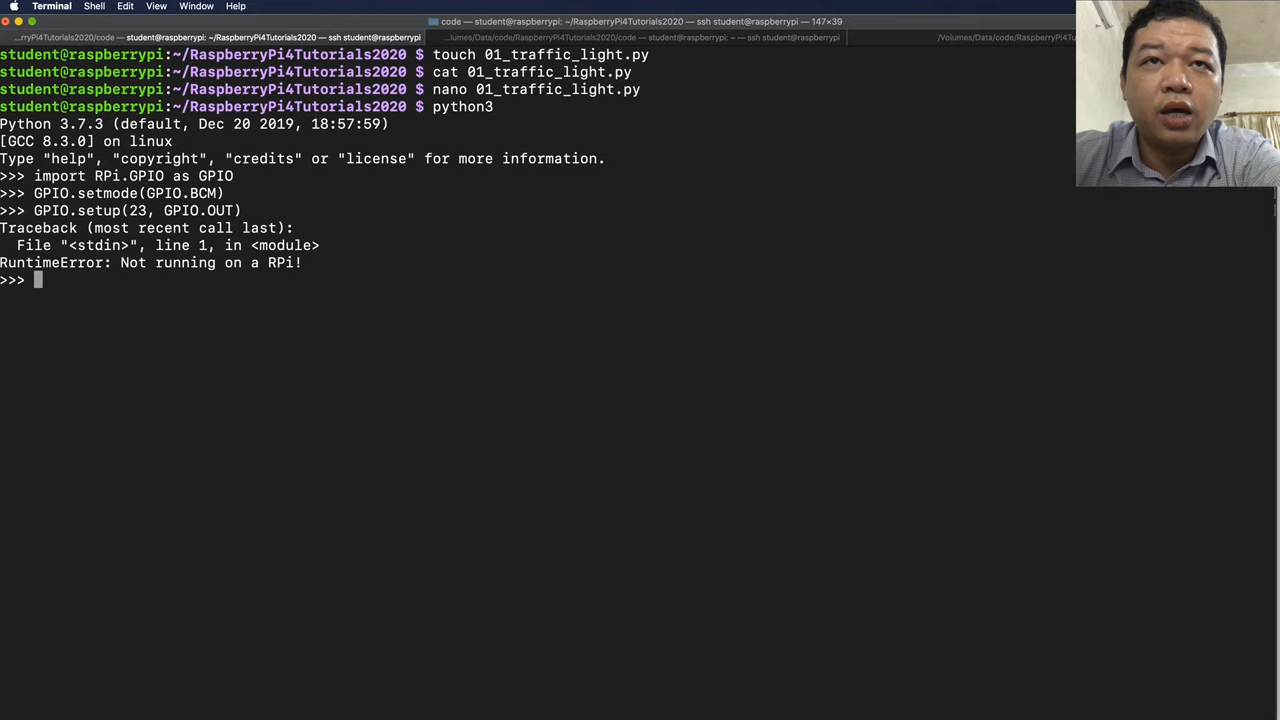 Terminal Shell Edit View Window Help
code — student@raspberrypi: ~/RaspberryPi4Tutorials2020 — ssh student@raspberrypi — 147×39
...rryPi4Tutorials2020/code — student@raspberrypi: ~/RaspberryPi4Tutorials2020 — ssh student@raspberrypi ...lumes/Data/code/RaspberryPi4Tutorials2020/code — student@raspberrypi: ~ — ssh student@raspberrypi /Volumes/Data/code/RaspberryPi4Tu
student@raspberrypi:~/RaspberryPi4Tutorials2020 $ touch 01_traffic_light.py
student@raspberrypi:~/RaspberryPi4Tutorials2020 $ cat 01_traffic_light.py
student@raspberrypi:~/RaspberryPi4Tutorials2020 $ nano 01_traffic_light.py
student@raspberrypi:~/RaspberryPi4Tutorials2020 $ python3
Python 3.7.3 (default, Dec 20 2019, 18:57:59)
[GCC 8.3.0] on linux
Type "help", "copyright", "credits" or "license" for more information.
>>> import RPi.GPIO as GPIO
>>> GPIO.setmode(GPIO.BCM)
>>> GPIO.setup(23, GPIO.OUT)
Traceback (most recent call last):
  File "<stdin>", line 1, in <module>
RuntimeError: Not running on a RPi!
>>>